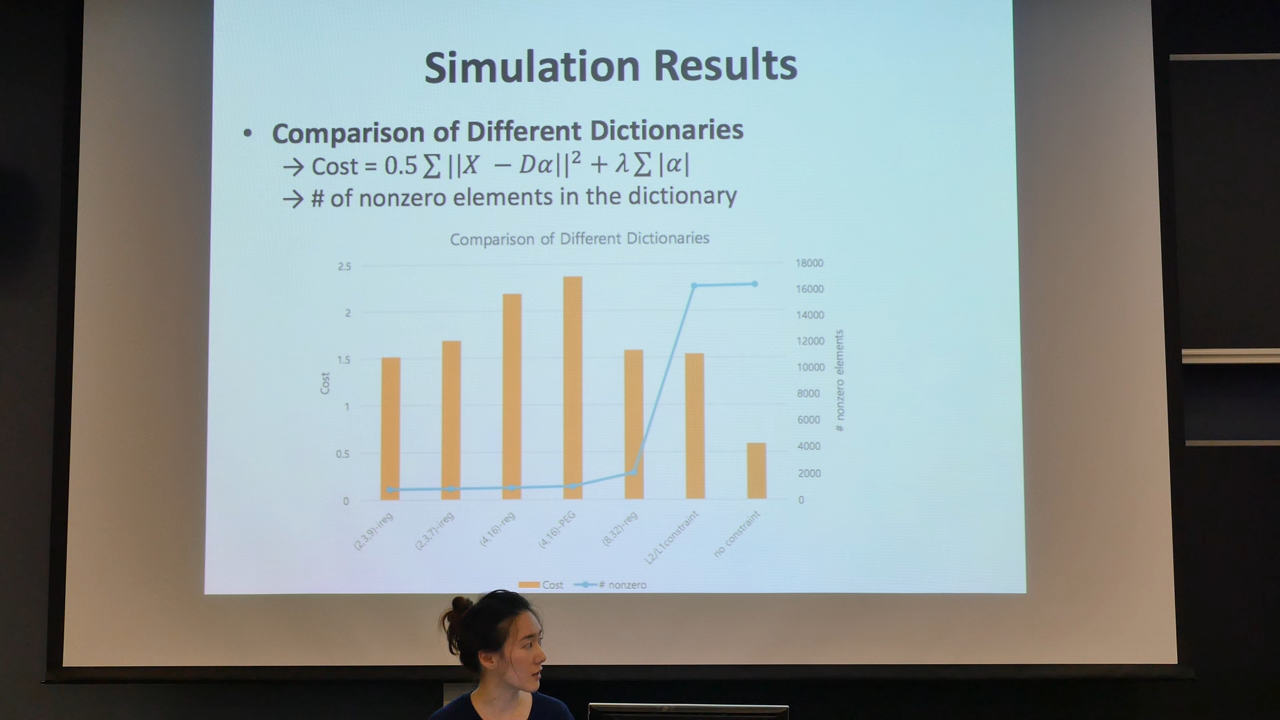 Simulation Results
• Comparison of Different Dictionaries
→ Cost = 0.5 ∑ ||X − Dα||² + λ ∑ |α|
→ # of nonzero elements in the dictionary
Comparison of Different Dictionaries
2.5
2
1.5
1
0.5
0
Cost
18000
16000
14000
12000
10000
8000
6000
4000
2000
0
# nonzero elements
(2,3,9)-ireg
(2,3,7)-ireg
(4,16)-reg
(4,16)-PEG
(8,32)-reg
L2/L1constraint
no constraint
Cost
# nonzero